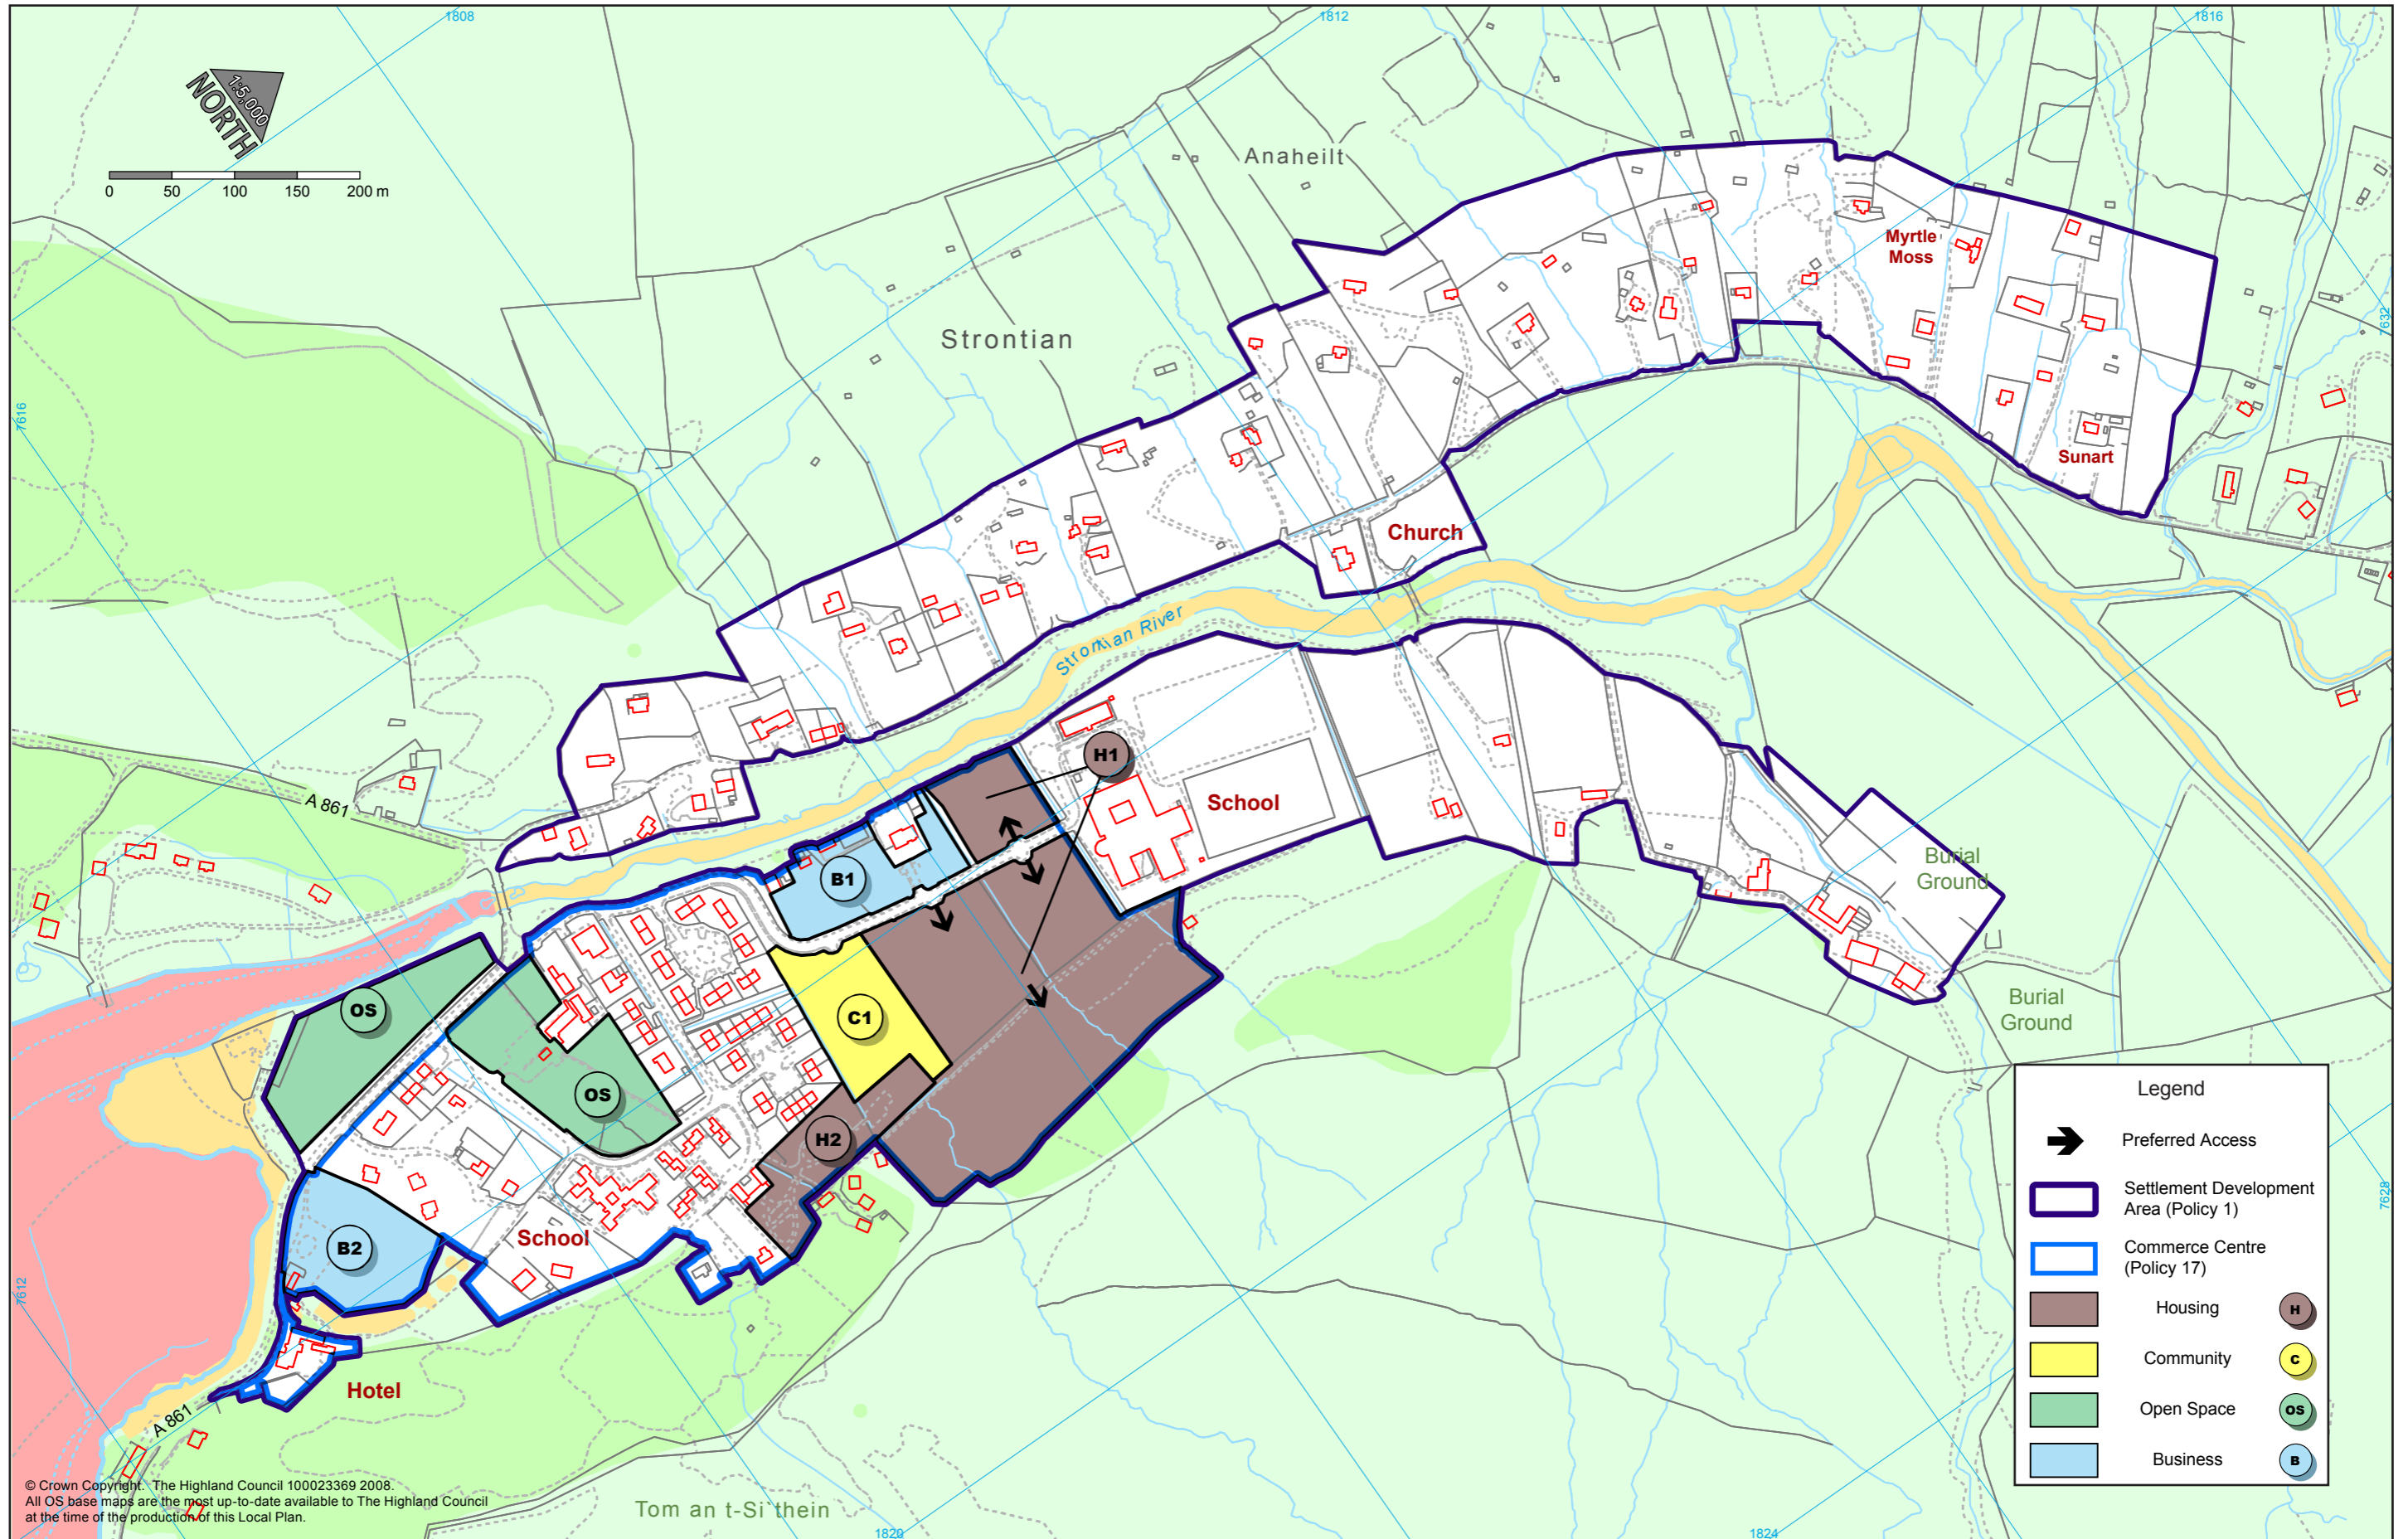 1808
1812
1816
1:5,000
NORTH
0 50 100 150 200 m
Anaheilt
Myrtle
Moss
Strontian
7632
7616
Sunart
Church
Strontian River
A 861
H1
School
B1
Burial
Ground
OS
C1
Burial
Ground
OS
H2
School
B2
7628
7612
Hotel
A 861
Legend
Preferred Access
Settlement Development
Area (Policy 1)
Commerce Centre
(Policy 17)
Housing H
Community C
Open Space OS
Business B
© Crown Copyright. The Highland Council 100023369 2008.
All OS base maps are the most up-to-date available to The Highland Council
at the time of the production of this Local Plan.
Tom an t-Si`thein
1820
1824